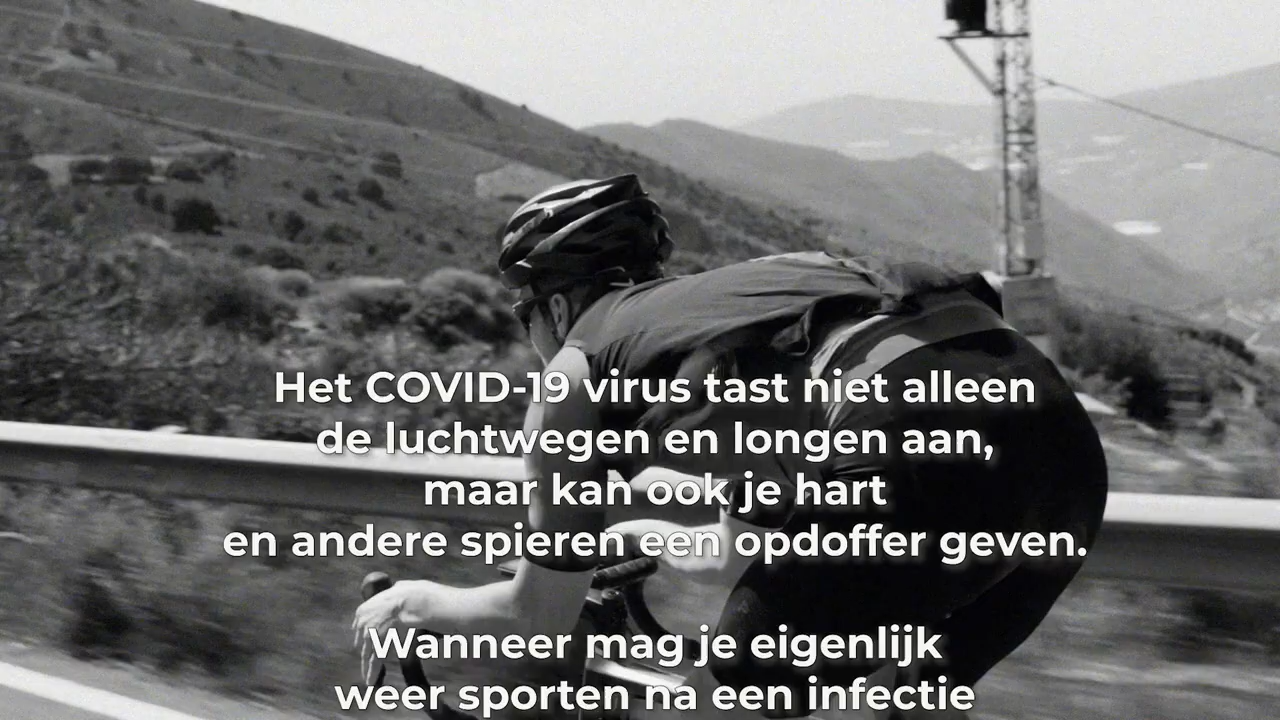 Het COVID-19 virus tast niet alleen
de luchtwegen en longen aan,
maar kan ook je hart
en andere spieren een opdoffer geven.
Wanneer mag je eigenlijk
weer sporten na een infectie